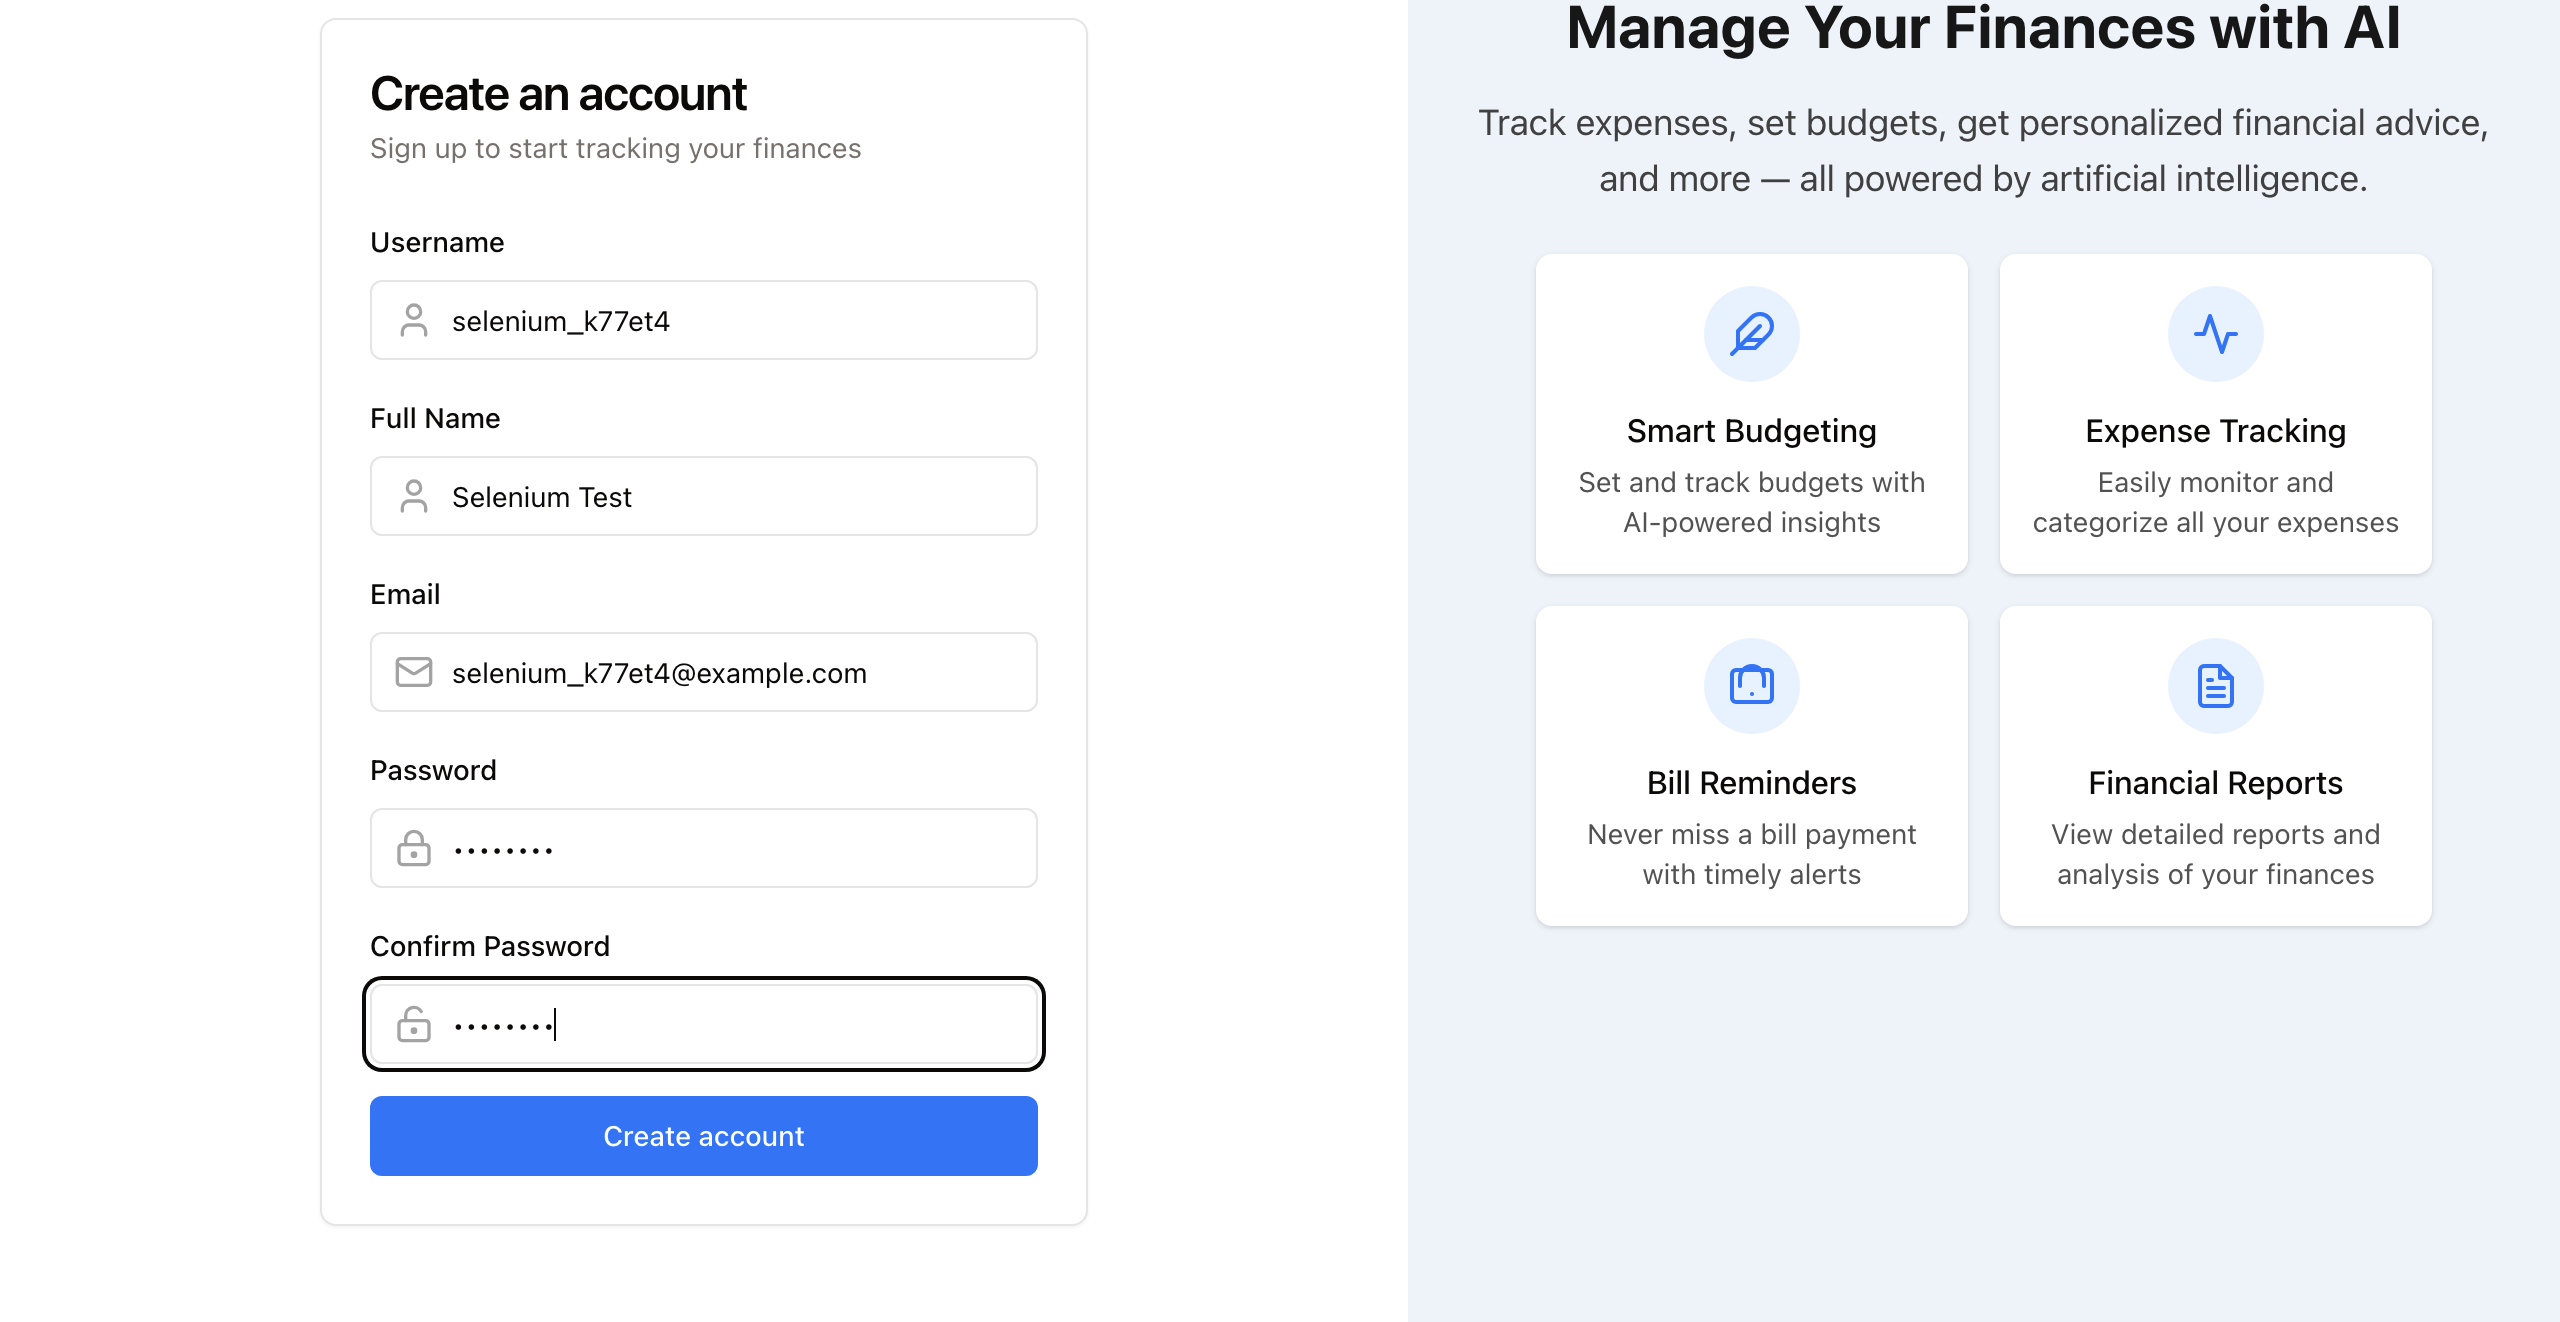 Create an account
Sign up to start tracking your finances
Username
selenium_k77et4
Full Name
Selenium Test
Email
selenium_k77et4@example.com
Password
••••••••
Confirm Password
••••••••
Create account
Manage Your Finances with AI
Track expenses, set budgets, get personalized financial advice,
and more — all powered by artificial intelligence.
Smart Budgeting
Set and track budgets with
AI-powered insights
Expense Tracking
Easily monitor and
categorize all your expenses
Bill Reminders
Never miss a bill payment
with timely alerts
Financial Reports
View detailed reports and
analysis of your finances